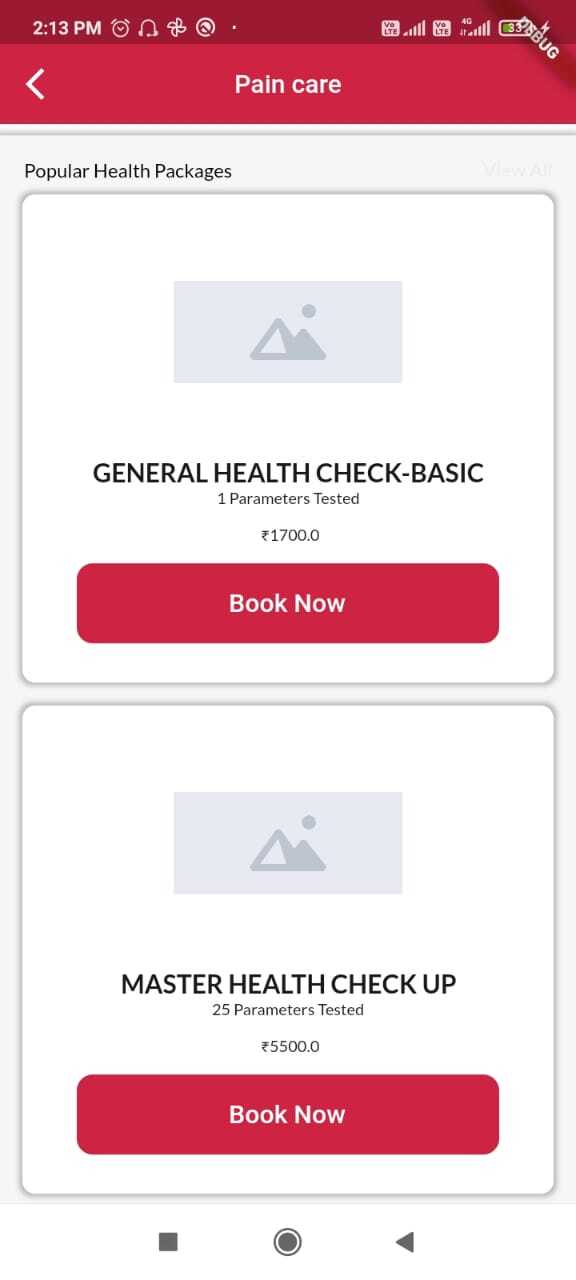 2:13 PM
Vo LTE Vo LTE 4G 33
DEBUG
Pain care
Popular Health Packages View All
GENERAL HEALTH CHECK-BASIC
1 Parameters Tested
₹1700.0
Book Now
MASTER HEALTH CHECK UP
25 Parameters Tested
₹5500.0
Book Now